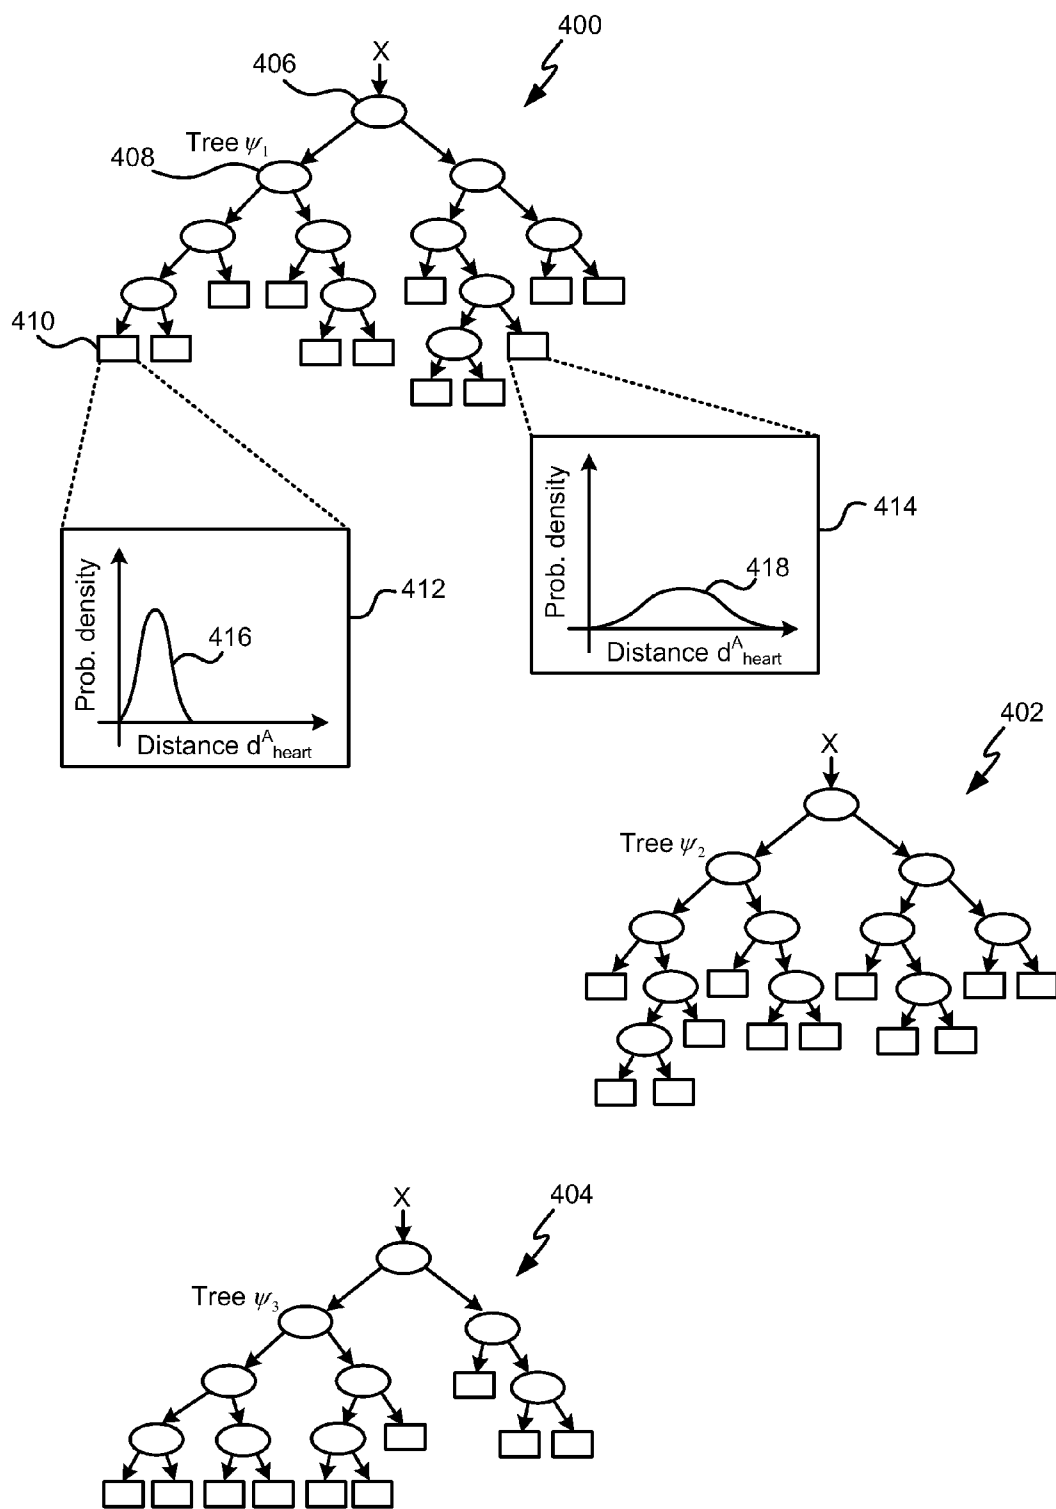 400
X
406
Tree ψ₁
408
410
414
Prob. density
418
Distance dᴬheart
412
Prob. density
416
Distance dᴬheart
402
X
Tree ψ₂
404
X
Tree ψ₃